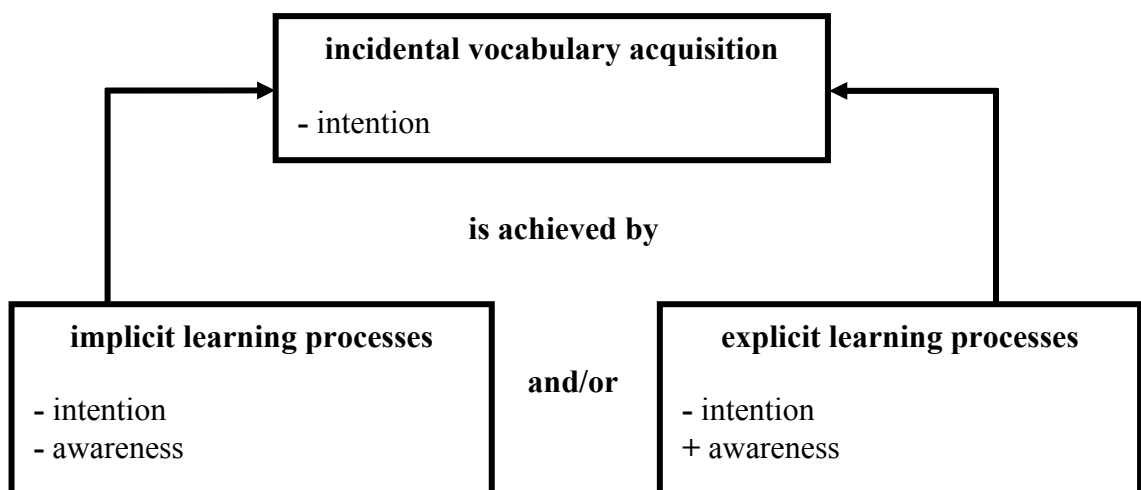 incidental vocabulary acquisition
- intention
is achieved by
implicit learning processes
- intention
- awareness
and/or
explicit learning processes
- intention
+ awareness